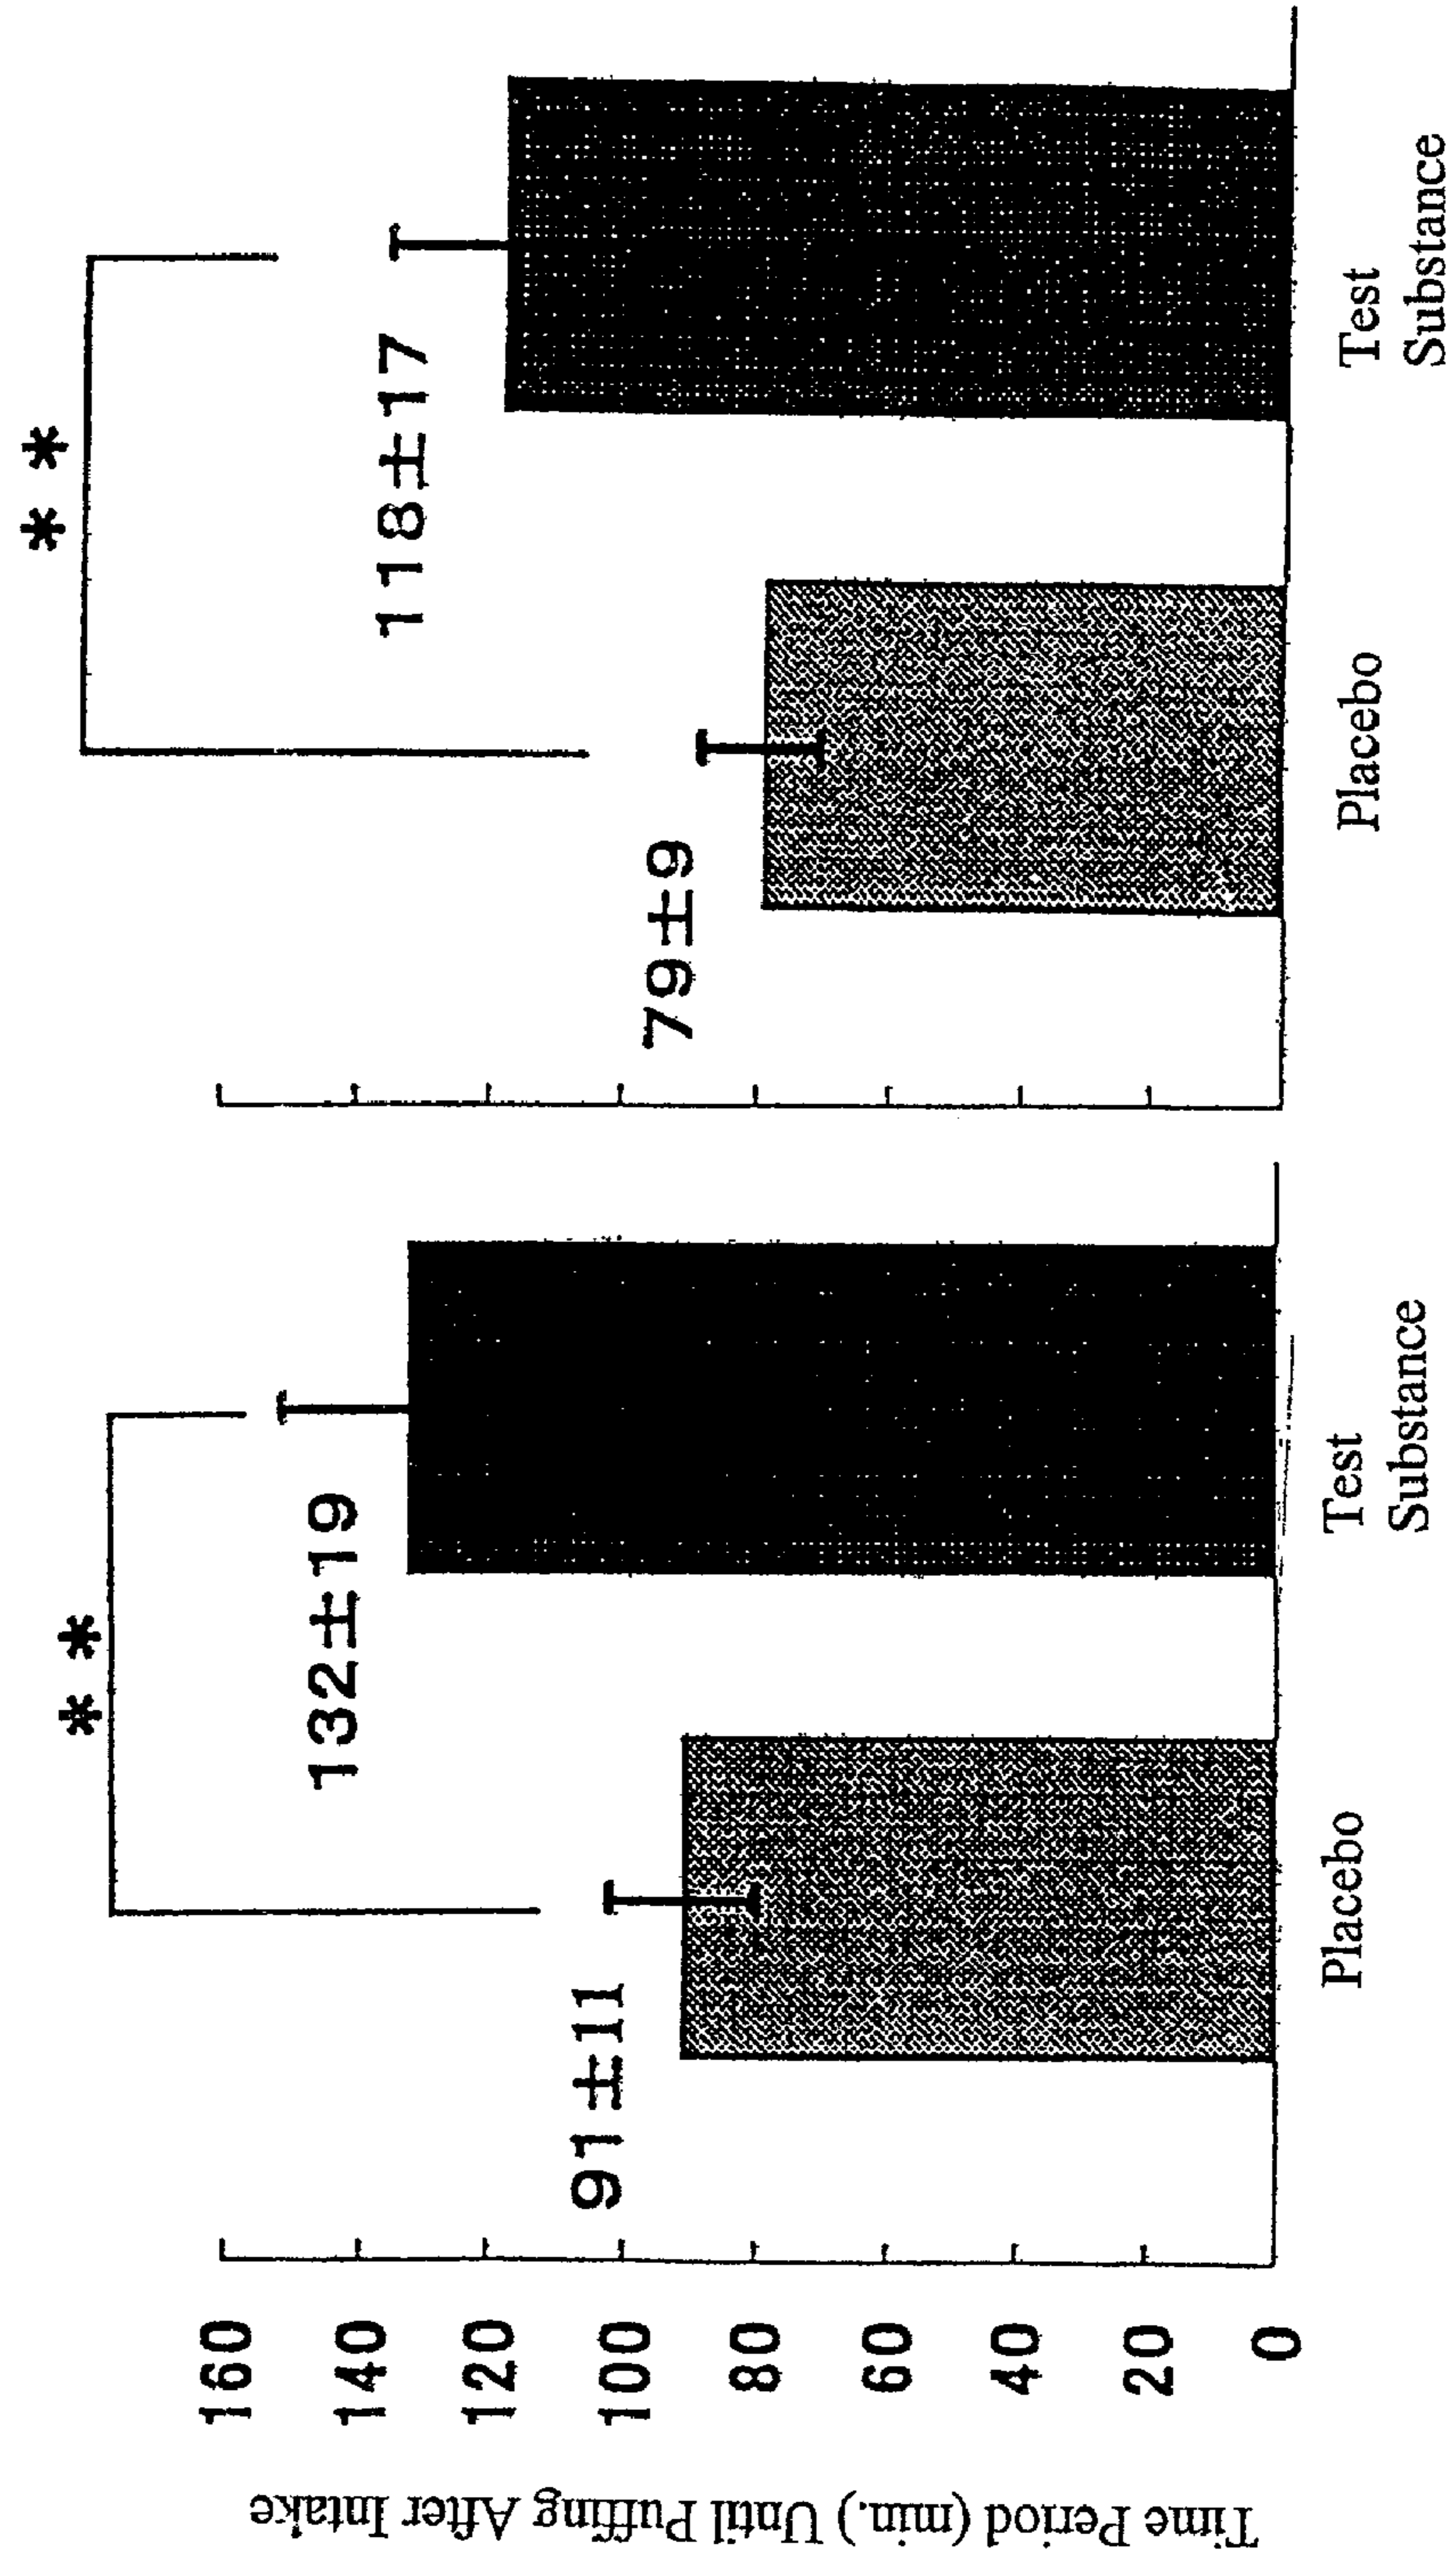 Time Period (min.) Until Puffing After Intake
160
140
120
100
80
60
40
20
0
**
91±11
132±19
Placebo
Test
Substance
**
79±9
118±17
Placebo
Test
Substance